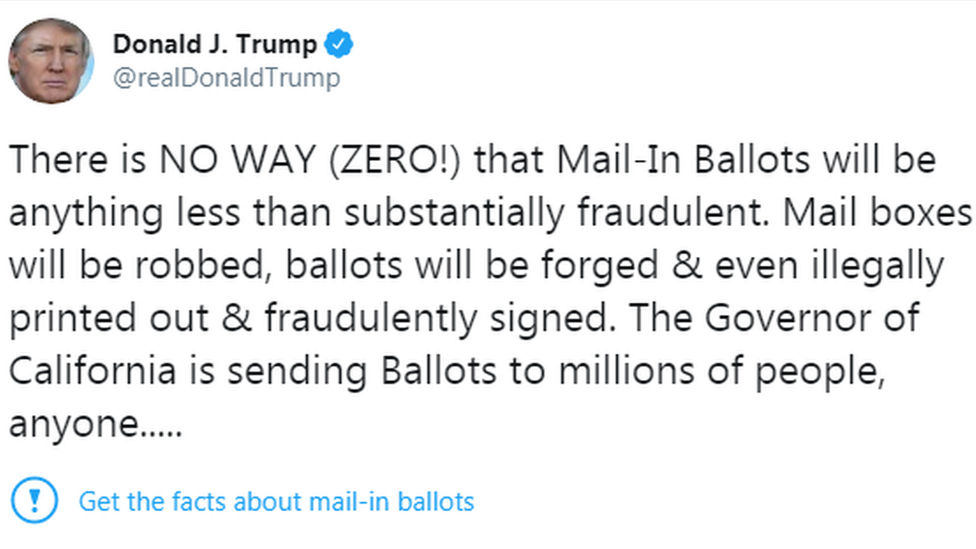 Donald J. Trump
@realDonaldTrump
There is NO WAY (ZERO!) that Mail-In Ballots will be
anything less than substantially fraudulent. Mail boxes
will be robbed, ballots will be forged & even illegally
printed out & fraudulently signed. The Governor of
California is sending Ballots to millions of people,
anyone.....
Get the facts about mail-in ballots